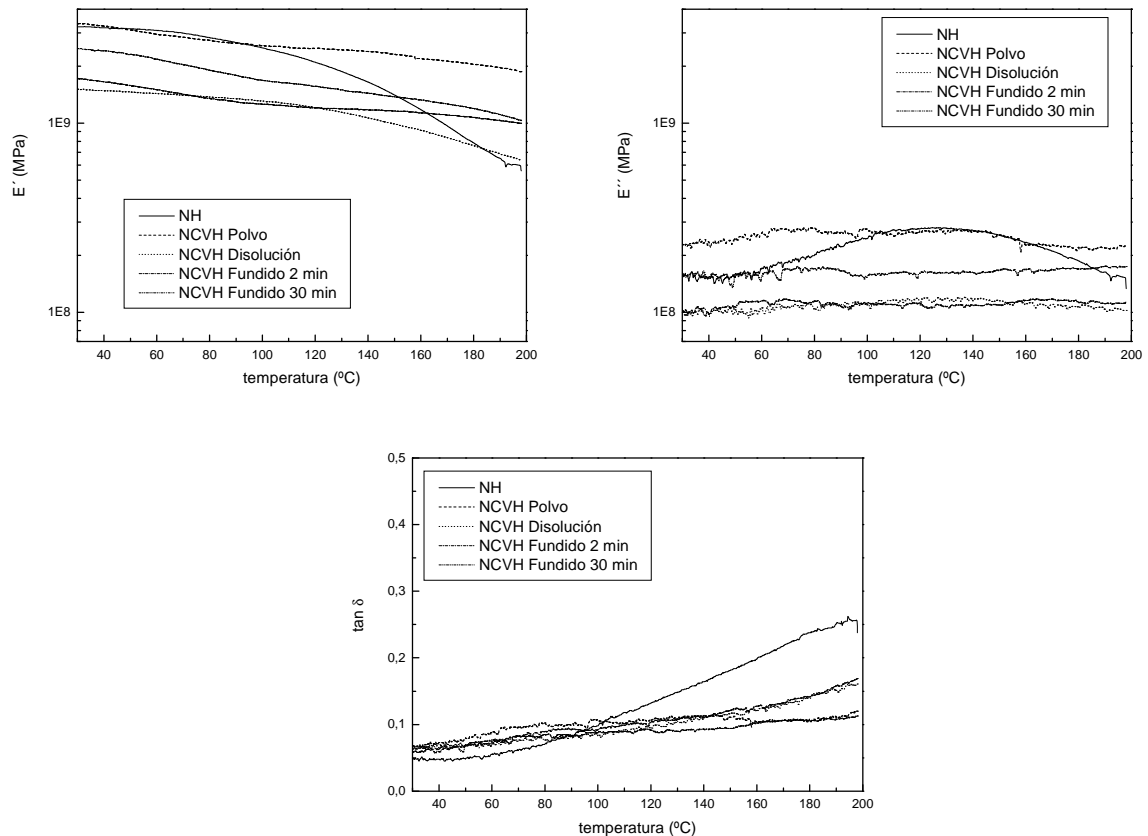 1E9
1E8
E´ (MPa)
NH
NCVH Polvo
NCVH Disolución
NCVH Fundido 2 min
NCVH Fundido 30 min
40 60 80 100 120 140 160 180 200
temperatura (ºC)
NH
NCVH Polvo
NCVH Disolución
NCVH Fundido 2 min
NCVH Fundido 30 min
1E9
1E8
E´´ (MPa)
40 60 80 100 120 140 160 180 200
temperatura (ºC)
0,5
0,4
0,3
0,2
0,1
0,0
tan δ
NH
NCVH Polvo
NCVH Disolución
NCVH Fundido 2 min
NCVH Fundido 30 min
40 60 80 100 120 140 160 180 200
temperatura (ºC)